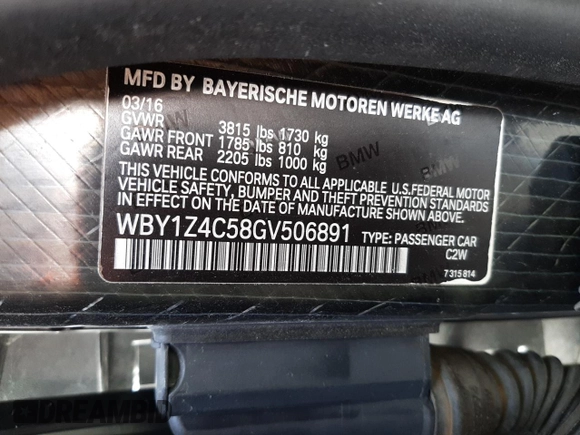 MFD BY BAYERISCHE MOTOREN WERKE AG
03/16
GVWR 3815 lbs 1730 kg
GAWR FRONT 1785 lbs 810 kg
GAWR REAR 2205 lbs 1000 kg
BMW
BMW
THIS VEHICLE CONFORMS TO ALL APPLICABLE U.S.FEDERAL MOTOR
VEHICLE SAFETY, BUMPER AND THEFT PREVENTION STANDARDS
IN EFFECT ON THE DATE OF MANUFACTURE SHOWN ABOVE.
WBY1Z4C58GV506891 TYPE: PASSENGER CAR
C2W
7 315 814